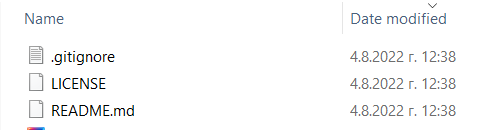 Name Date modified
.gitignore 4.8.2022 г. 12:38
LICENSE 4.8.2022 г. 12:38
README.md 4.8.2022 г. 12:38